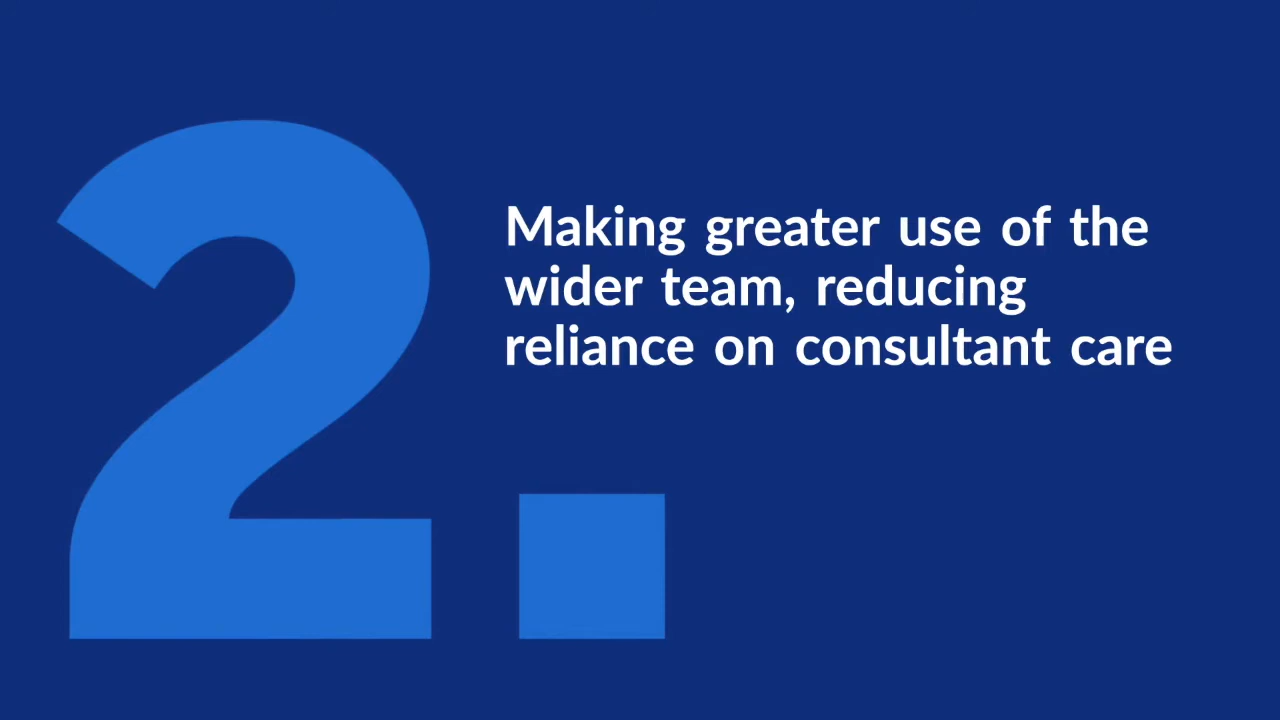 2.
Making greater use of the
wider team, reducing
reliance on consultant care